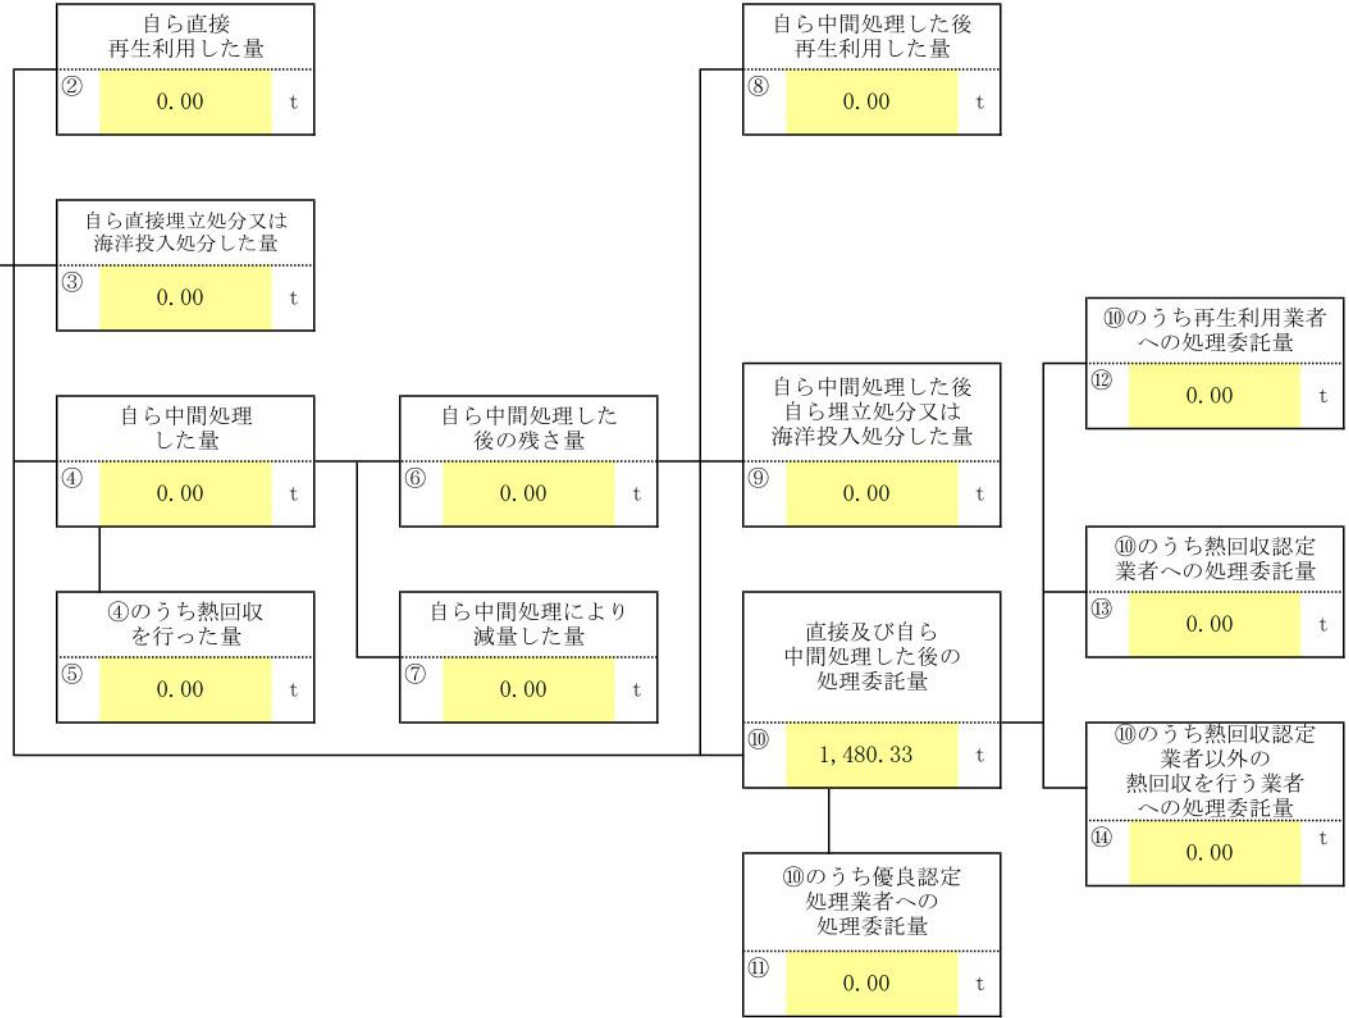 自ら直接
再生利用した量
②
0.00
t
自ら中間処理した後
再生利用した量
⑧
0.00
t
自ら直接埋立処分又は
海洋投入処分した量
③
0.00
t
⑩のうち再生利用業者
への処理委託量
⑫
0.00
t
自ら中間処理
した量
④
0.00
t
自ら中間処理した
後の残さ量
⑥
0.00
t
自ら中間処理した後
自ら埋立処分又は
海洋投入処分した量
⑨
0.00
t
⑩のうち熱回収認定
業者への処理委託量
⑬
0.00
t
④のうち熱回収
を行った量
⑤
0.00
t
自ら中間処理により
減量した量
⑦
0.00
t
直接及び自ら
中間処理した後の
処理委託量
⑩
1,480.33
t
⑩のうち熱回収認定
業者以外の
熱回収を行う業者
への処理委託量
⑭
0.00
t
⑩のうち優良認定
処理業者への
処理委託量
⑪
0.00
t